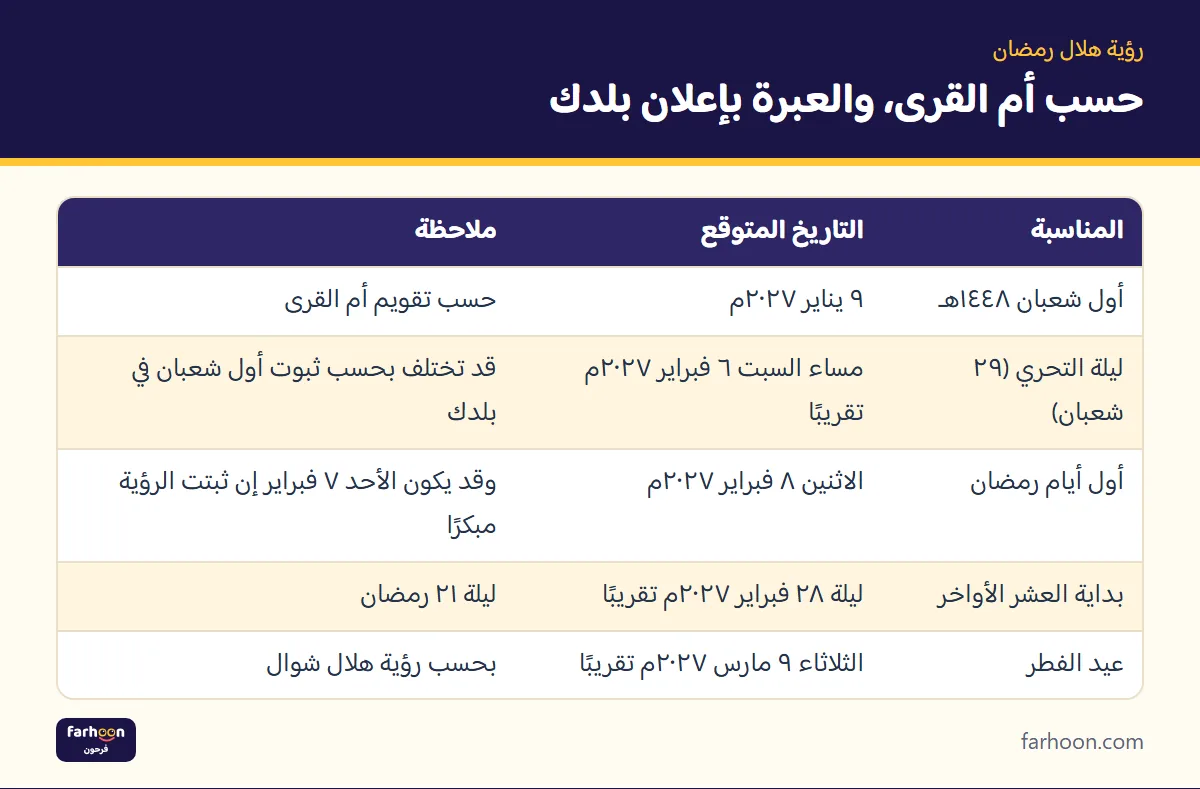 رؤية هلال رمضان
حسب أم القرى، والعبرة بإعلان بلدك
المناسبة التاريخ المتوقع ملاحظة
أول شعبان ١٤٤٨هـ ٩ يناير ٢٠٢٧م حسب تقويم أم القرى
ليلة التحري (٢٩ مساء السبت ٦ فبراير ٢٠٢٧م قد تختلف بحسب ثبوت أول شعبان في
شعبان) تقريبًا بلدك
أول أيام رمضان الاثنين ٨ فبراير ٢٠٢٧م وقد يكون الأحد ٧ فبراير إن ثبتت الرؤية
مبكرًا
بداية العشر الأواخر ليلة ٢٨ فبراير ٢٠٢٧م تقريبًا ليلة ٢١ رمضان
عيد الفطر الثلاثاء ٩ مارس ٢٠٢٧م تقريبًا بحسب رؤية هلال شوال
farhoon.com
farhoon
فرحون